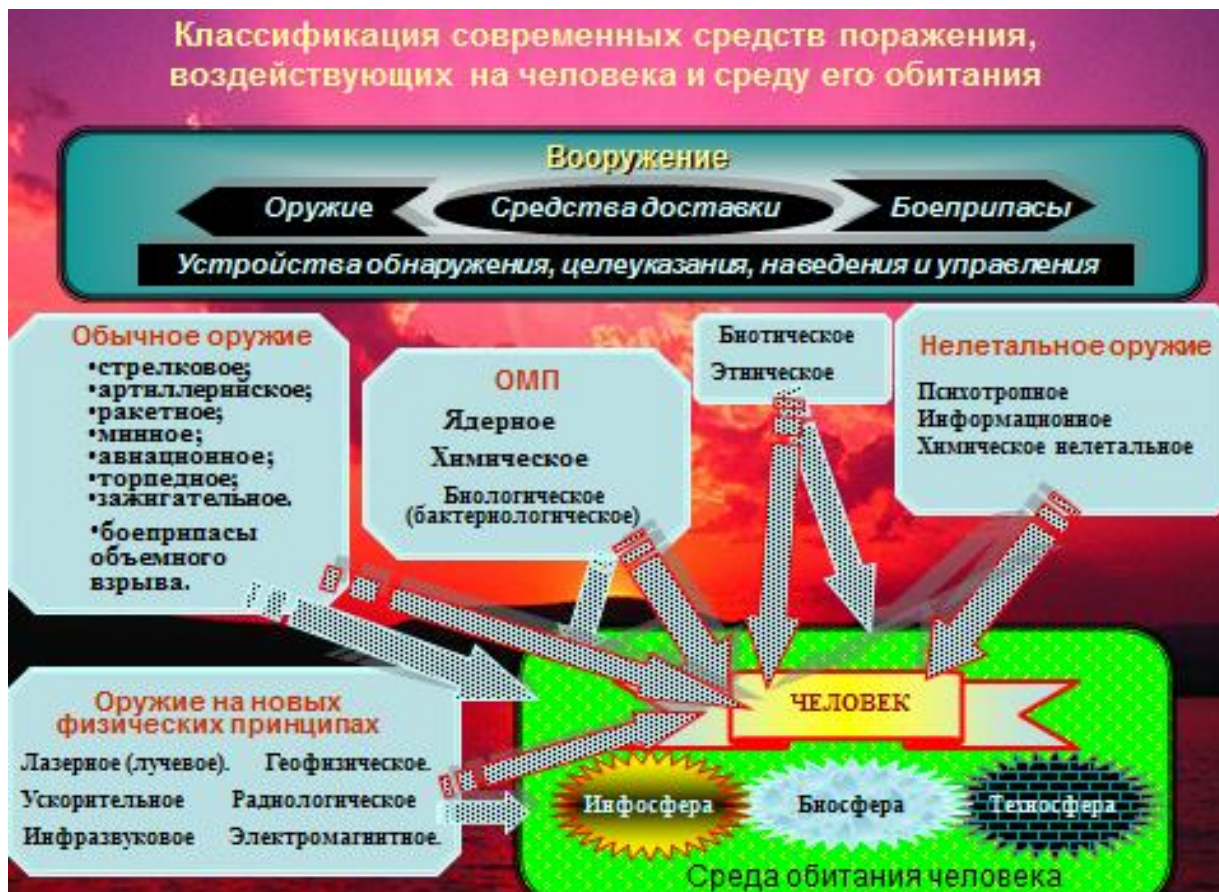 Классификация современных средств поражения,
воздействующих на человека и среду его обитания
Вооружение
Оружие
Средства доставки
Боеприпасы
Устройства обнаружения, целеуказания, наведения и управления
Обычное оружие
•стрелковое;
•артиллерийское;
•ракетное;
•минное;
•авиационное;
•торпедное;
•зажигательное.
•боеприпасы
объемного
взрыва.
ОМП
Ядерное
Химическое
Биологическое
(бактериологическое)
Биотическое
Этническое
Нелетальное оружие
Психотропное
Информационное
Химическое нелетальное
Оружие на новых
физических принципах
Лазерное (лучевое). Геофизическое.
Ускорительное Радиологическое
Инфразвуковое Электромагнитное.
ЧЕЛОВЕК
Инфосфера
Биосфера
Техносфера
Среда обитания человека